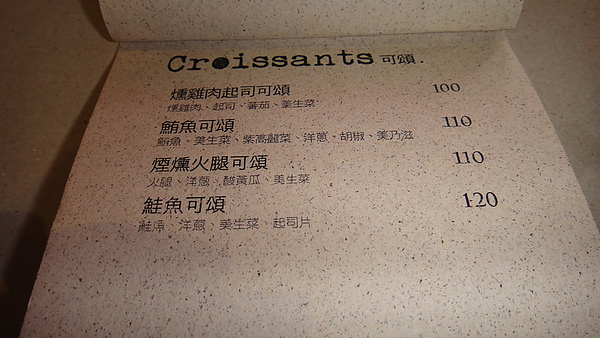 Croissants 可頌.
燻雞肉起司可頌 100
燻雞肉、起司、蕃茄、美生菜
鮪魚可頌 110
鮪魚、美生菜、紫高麗菜、洋蔥、胡椒、美乃滋
煙燻火腿可頌 110
火腿、洋蔥、酸黃瓜、美生菜
鮭魚可頌 120
鮭魚、洋蔥、美生菜、起司片